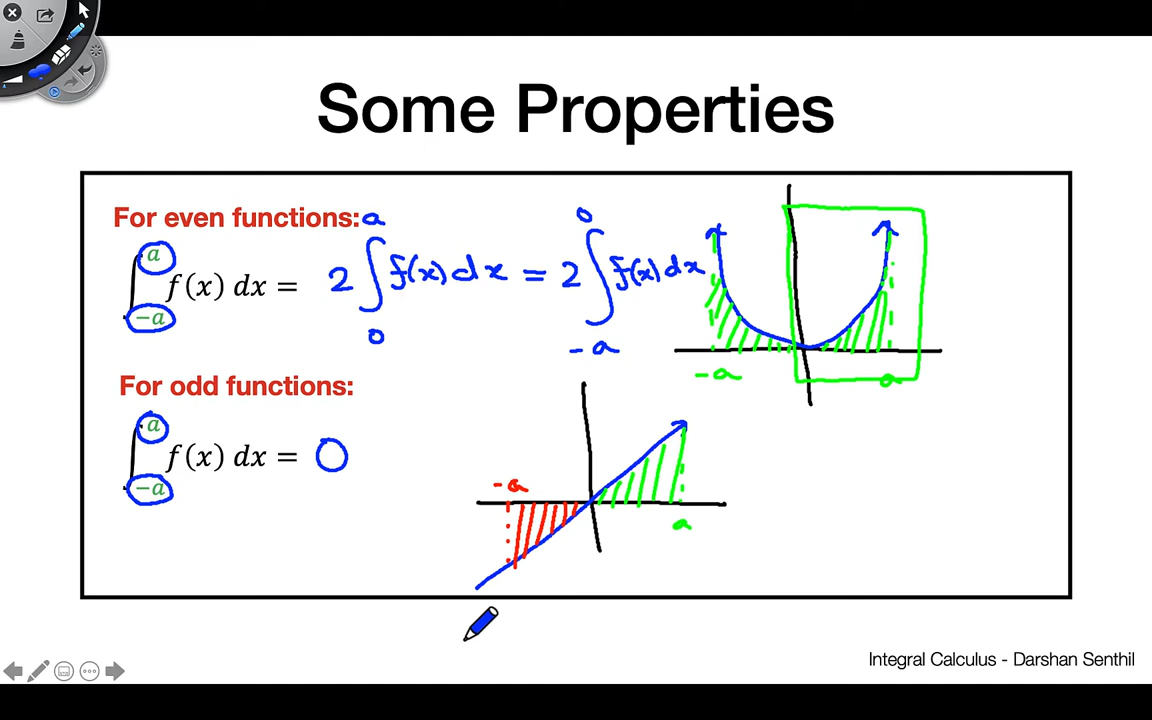 Some Properties
For even functions:
∫_{-a}^{a} f(x) dx = 2 ∫_{0}^{a} f(x) dx = 2 ∫_{-a}^{0} f(x) dx
-a a
For odd functions:
∫_{-a}^{a} f(x) dx = 0
-a
a
Integral Calculus - Darshan Senthil